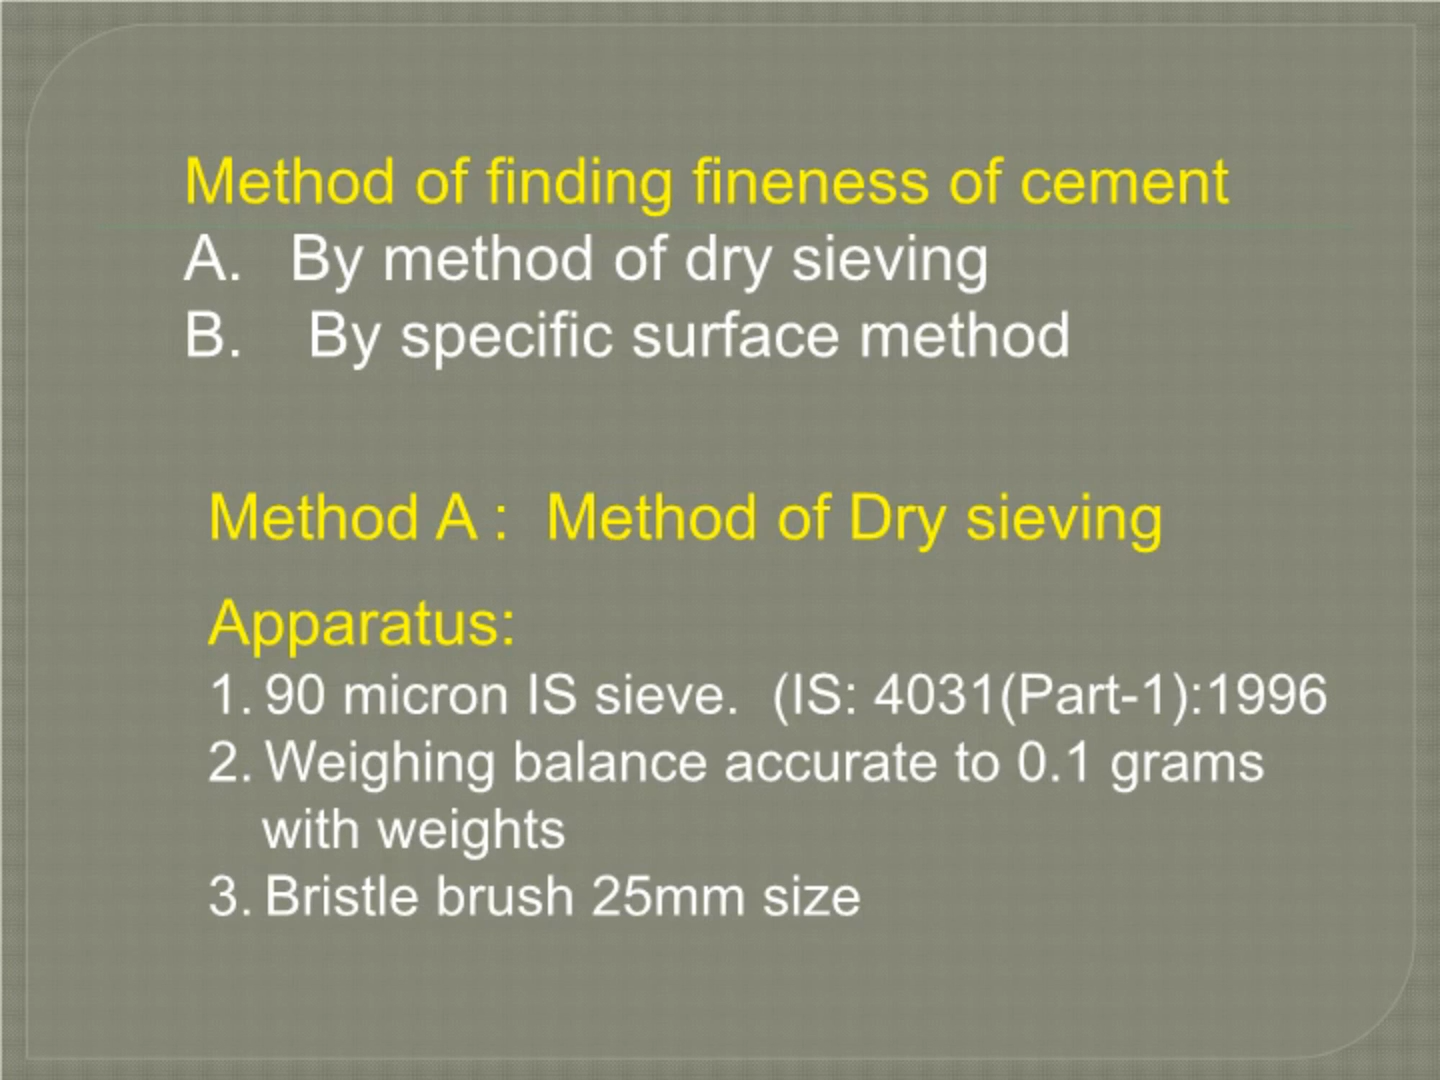 Method of finding fineness of cement
A. By method of dry sieving
B. By specific surface method
Method A : Method of Dry sieving
Apparatus:
1. 90 micron IS sieve. (IS: 4031(Part-1):1996
2. Weighing balance accurate to 0.1 grams
with weights
3. Bristle brush 25mm size